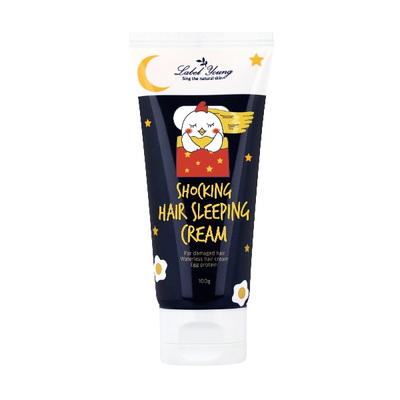 Label Young
Sing the natural skin
SHOCKING
HAIR SLEEPING
CREAM
For damaged hair
Waterless hair cream
Egg protein
100g